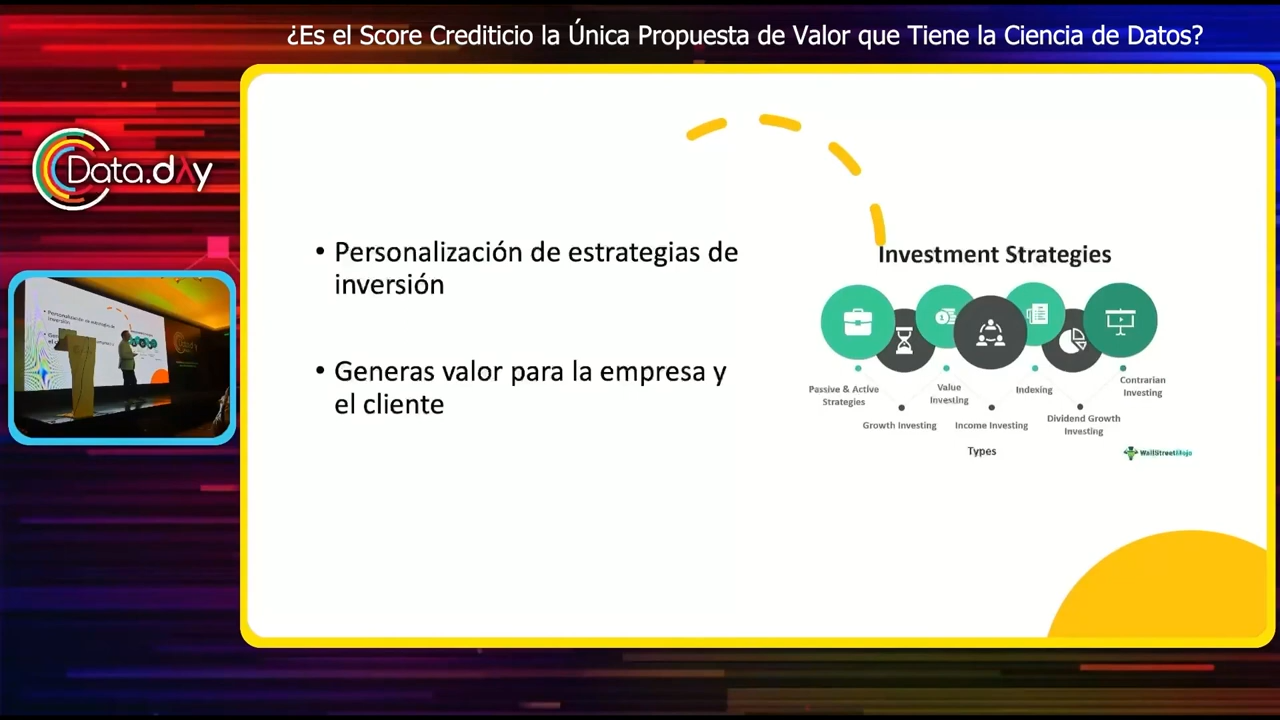 ¿Es el Score Crediticio la Única Propuesta de Valor que Tiene la Ciencia de Datos?
Data.day
• Personalización de estrategias de
inversión
• Generas valor para la empresa y
el cliente
Investment Strategies
Passive & Active
Strategies
Growth Investing
Value
Investing
Income Investing
Indexing
Dividend Growth
Investing
Contrarian
Investing
Types
WallStreetMojo